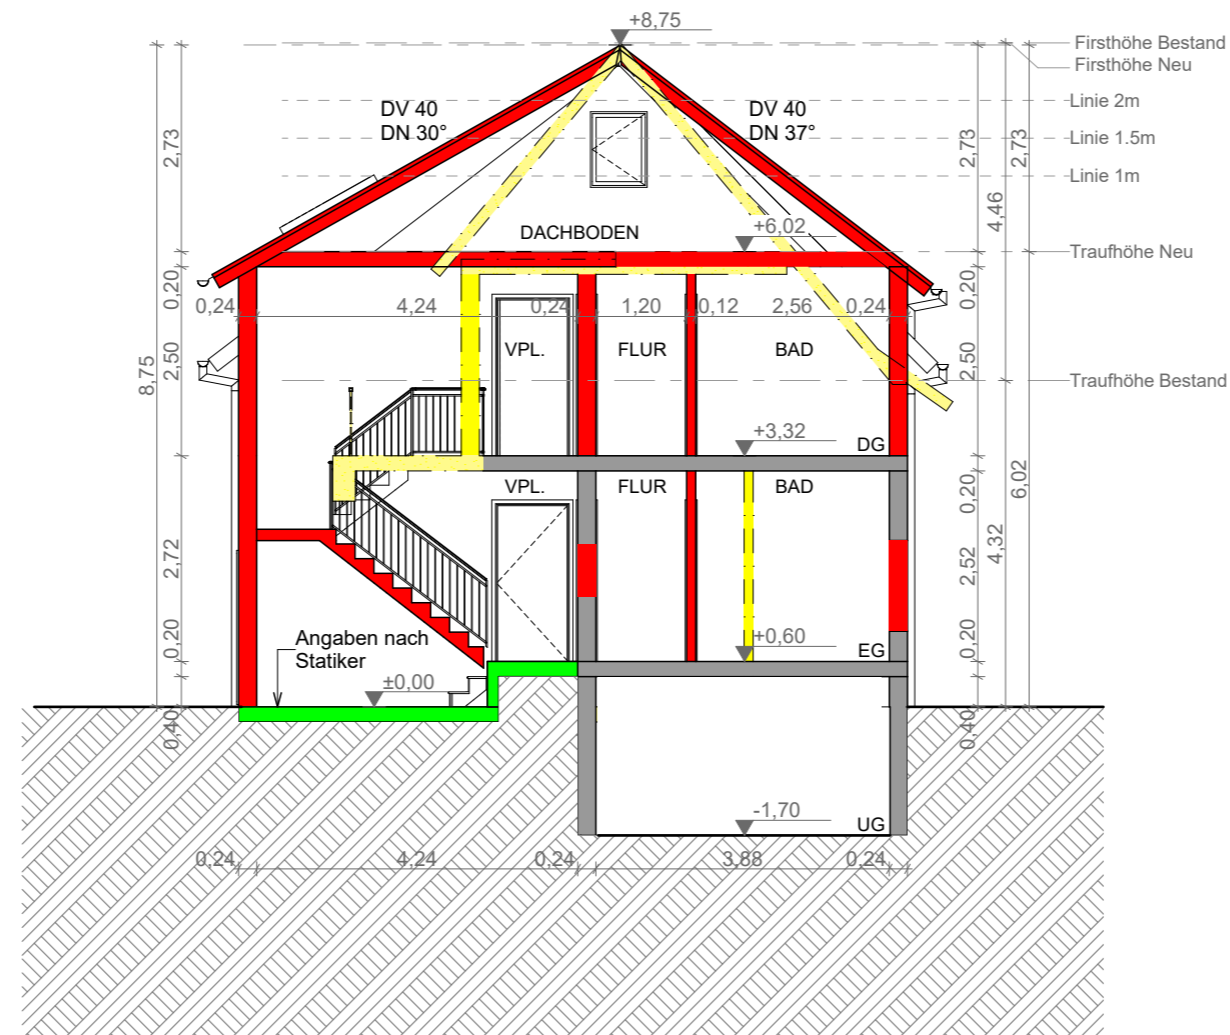 +8,75
Firsthöhe Bestand
Firsthöhe Neu
DV 40
DN 30°
DV 40
DN 37°
Linie 2m
Linie 1.5m
Linie 1m
2,73
2,73
2,73
4,46
DACHBODEN
+6,02
Traufhöhe Neu
0,20
0,20
0,24
4,24
0,24
1,20
0,12
2,56
0,24
VPL.
FLUR
BAD
8,75
2,50
2,50
Traufhöhe Bestand
+3,32
DG
VPL.
FLUR
BAD
0,20
6,02
2,72
2,52
4,32
Angaben nach
Statiker
+0,60
EG
0,20
0,20
±0,00
0,40
0,40
-1,70
UG
0,24
4,24
0,24
3,88
0,24